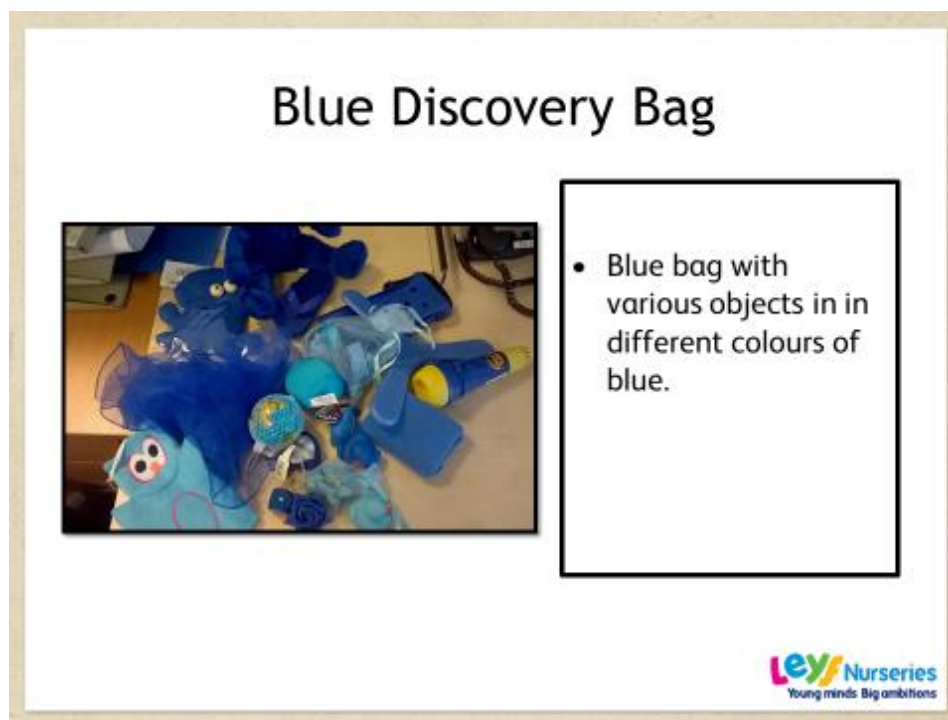 Blue Discovery Bag
• Blue bag with
various objects in in
different colours of
blue.
Leyf Nurseries
Young minds Big ambitions